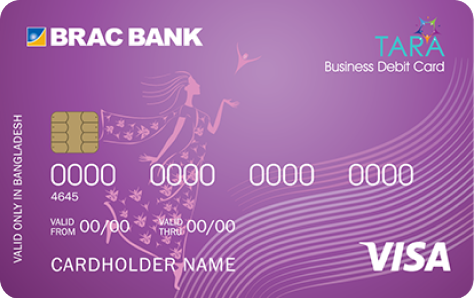 BRAC BANK
TARA
Business Debit Card
VALID ONLY IN BANGLADESH
0000 0000 0000 0000
4645
VALID FROM 00/00 VALID THRU 00/00
CARDHOLDER NAME
VISA